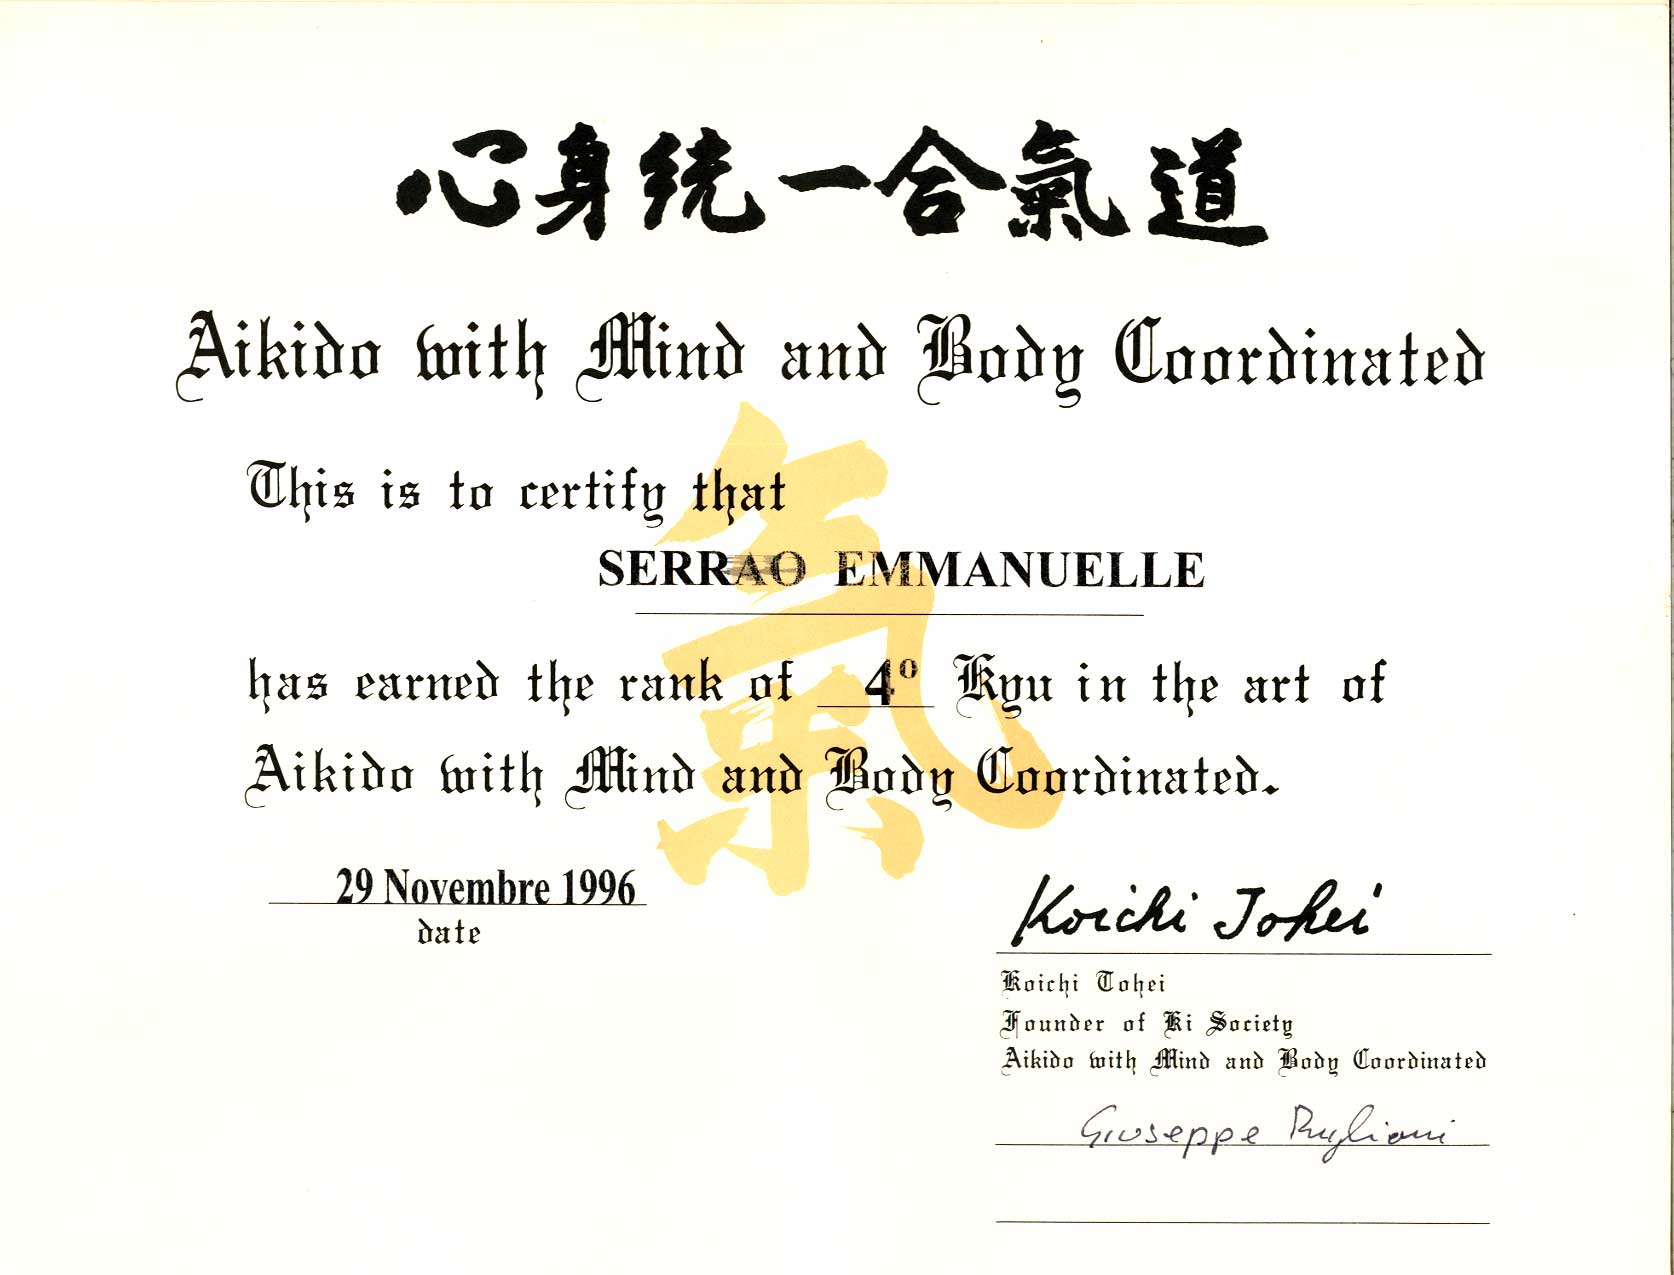 心身統一合氣道
Aikido with Mind and Body Coordinated
氣
This is to certify that
SERRAO EMMANUELLE
has earned the rank of 4º Kyu in the art of
Aikido with Mind and Body Coordinated.
29 Novembre 1996
date
Koichi Tohei
Koichi Tohei
Founder of Ki Society
Aikido with Mind and Body Coordinated
Giuseppe Ruglioni